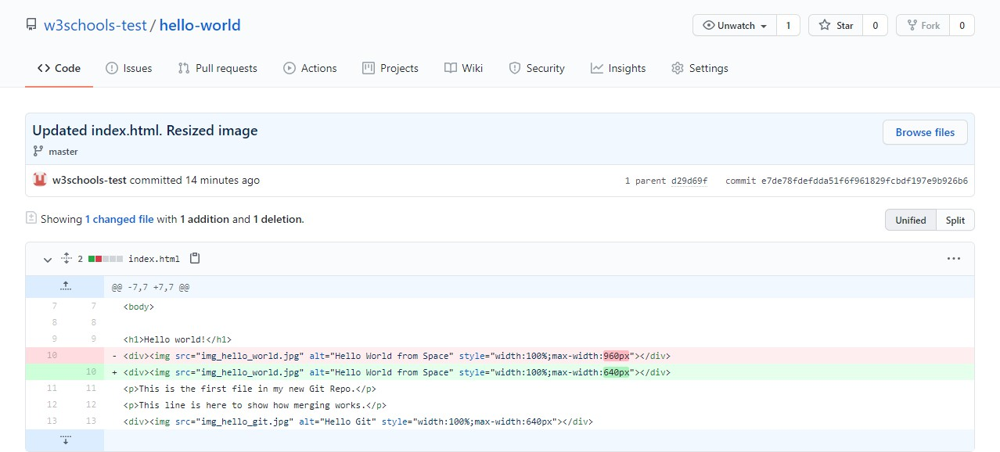 w3schools-test / hello-world
Unwatch 1 Star 0 Fork 0
Code Issues Pull requests Actions Projects Wiki Security Insights Settings
Updated index.html. Resized image
Browse files
master
w3schools-test committed 14 minutes ago 1 parent d29d69f commit e7de78fdefdda51f6f961829fcbdf197e9b926b6
Showing 1 changed file with 1 addition and 1 deletion. Unified Split
2 index.html
@@ -7,7 +7,7 @@
7 7 <body>
8 8
9 9 <h1>Hello world!</h1>
10 - <div><img src="img_hello_world.jpg" alt="Hello World from Space" style="width:100%;max-width:960px"></div>
10 + <div><img src="img_hello_world.jpg" alt="Hello World from Space" style="width:100%;max-width:640px"></div>
11 11 <p>This is the first file in my new Git Repo.</p>
12 12 <p>This line is here to show how merging works.</p>
13 13 <div><img src="img_hello_git.jpg" alt="Hello Git" style="width:100%;max-width:640px"></div>